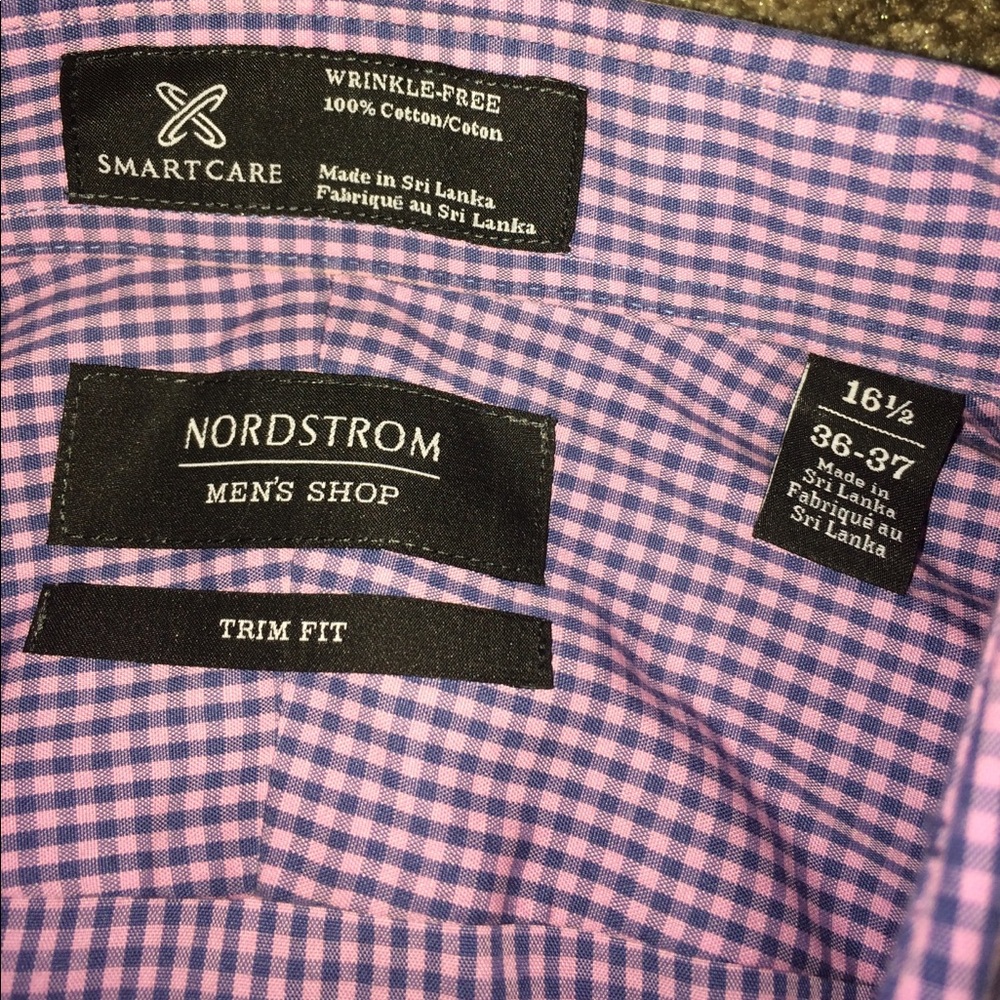 WRINKLE-FREE
100% Cotton/Coton
SMARTCARE
Made in Sri Lanka
Fabriqué au Sri Lanka
NORDSTROM
MEN'S SHOP
TRIM FIT
16½
36-37
Made in
Sri Lanka
Fabriqué au
Sri Lanka